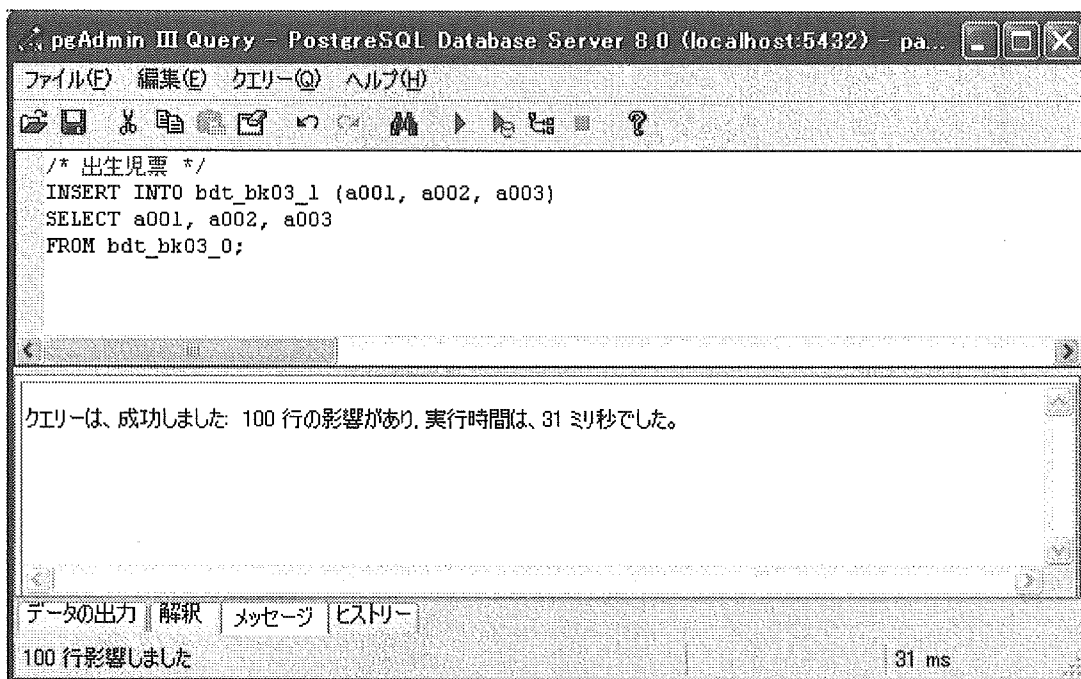 pgAdmin III Query - PostgreSQL Database Server 8.0 (localhost:5432) - pa...
ファイル(F) 編集(E) クエリー(Q) ヘルプ(H)
/* 出生児票 */
INSERT INTO bdt_bk03_1 (a001, a002, a003)
SELECT a001, a002, a003
FROM bdt_bk03_0;
クエリーは、成功しました: 100 行の影響があり, 実行時間は、31 ミリ秒でした。
データの出力 解釈 メッセージ ヒストリー
100 行影響しました 31 ms